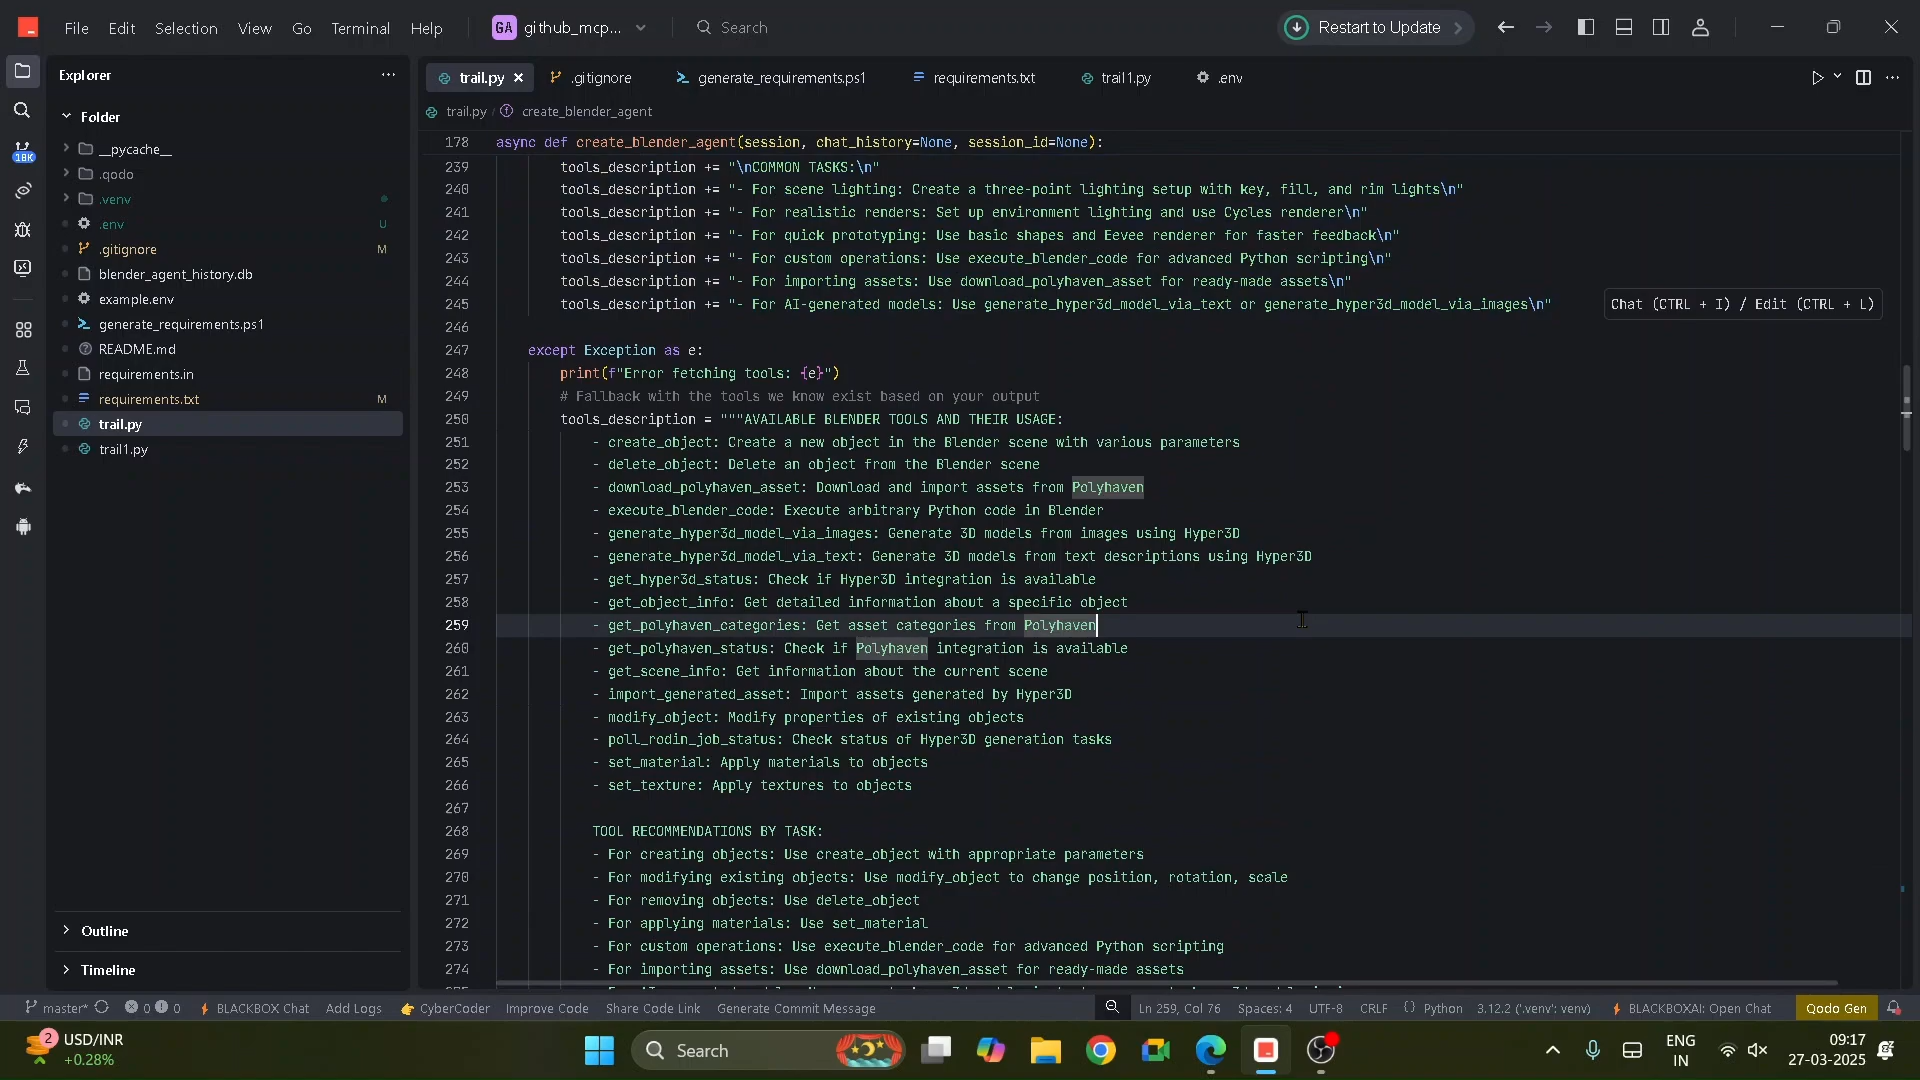 File Edit Selection View Go Terminal Help GA github_mcp... Search Restart to Update
Explorer
Folder
__pycache__
.qodo
.venv
.env U
.gitignore M
blender_agent_history.db
example.env
generate_requirements.ps1
README.md
requirements.in
requirements.txt M
trail.py
trail1.py
Outline
Timeline
18K
trail.py .gitignore generate_requirements.ps1 requirements.txt trail1.py .env
trail.py / create_blender_agent
178 async def create_blender_agent(session, chat_history=None, session_id=None):
239 tools_description += "\nCOMMON TASKS:\n"
240 tools_description += "- For scene lighting: Create a three-point lighting setup with key, fill, and rim lights\n"
241 tools_description += "- For realistic renders: Set up environment lighting and use Cycles renderer\n"
242 tools_description += "- For quick prototyping: Use basic shapes and Eevee renderer for faster feedback\n"
243 tools_description += "- For custom operations: Use execute_blender_code for advanced Python scripting\n"
244 tools_description += "- For importing assets: Use download_polyhaven_asset for ready-made assets\n"
245 tools_description += "- For AI-generated models: Use generate_hyper3d_model_via_text or generate_hyper3d_model_via_images\n" Chat (CTRL + I) / Edit (CTRL + L)
246
247 except Exception as e:
248 print(f"Error fetching tools: {e}")
249 # Fallback with the tools we know exist based on your output
250 tools_description = """AVAILABLE BLENDER TOOLS AND THEIR USAGE:
251 - create_object: Create a new object in the Blender scene with various parameters
252 - delete_object: Delete an object from the Blender scene
253 - download_polyhaven_asset: Download and import assets from Polyhaven
254 - execute_blender_code: Execute arbitrary Python code in Blender
255 - generate_hyper3d_model_via_images: Generate 3D models from images using Hyper3D
256 - generate_hyper3d_model_via_text: Generate 3D models from text descriptions using Hyper3D
257 - get_hyper3d_status: Check if Hyper3D integration is available
258 - get_object_info: Get detailed information about a specific object
259 - get_polyhaven_categories: Get asset categories from Polyhaven
260 - get_polyhaven_status: Check if Polyhaven integration is available
261 - get_scene_info: Get information about the current scene
262 - import_generated_asset: Import assets generated by Hyper3D
263 - modify_object: Modify properties of existing objects
264 - poll_rodin_job_status: Check status of Hyper3D generation tasks
265 - set_material: Apply materials to objects
266 - set_texture: Apply textures to objects
267
268 TOOL RECOMMENDATIONS BY TASK:
269 - For creating objects: Use create_object with appropriate parameters
270 - For modifying existing objects: Use modify_object to change position, rotation, scale
271 - For removing objects: Use delete_object
272 - For applying materials: Use set_material
273 - For custom operations: Use execute_blender_code for advanced Python scripting
274 - For importing assets: Use download_polyhaven_asset for ready-made assets
master* 0 0 BLACKBOX Chat Add Logs CyberCoder Improve Code Share Code Link Generate Commit Message Ln 259, Col 76 Spaces: 4 UTF-8 CRLF Python 3.12.2 ('.venv': venv) BLACKBOXAI: Open Chat Qodo Gen
2 USD/INR
+0.28%
Search
ENG
IN
09:17
27-03-2025